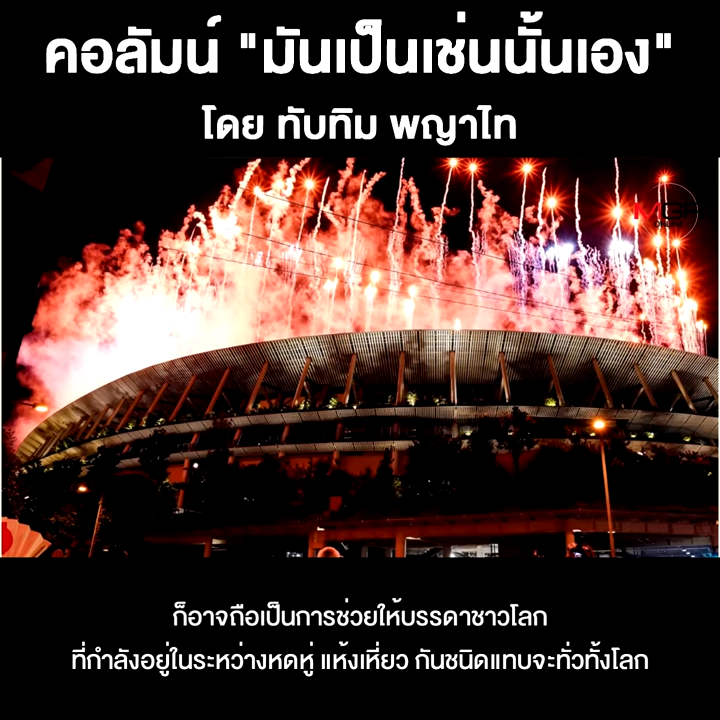 คอลัมน์ "มันเป็นเช่นนั้นเอง"
โดย ทับทิม พญาไท
ก็อาจถือเป็นการช่วยให้บรรดาชาวโลก
ที่กำลังอยู่ในระหว่างหดหู่ แห้งเหี่ยว กันชนิดแทบจะทั่วทั้งโลก